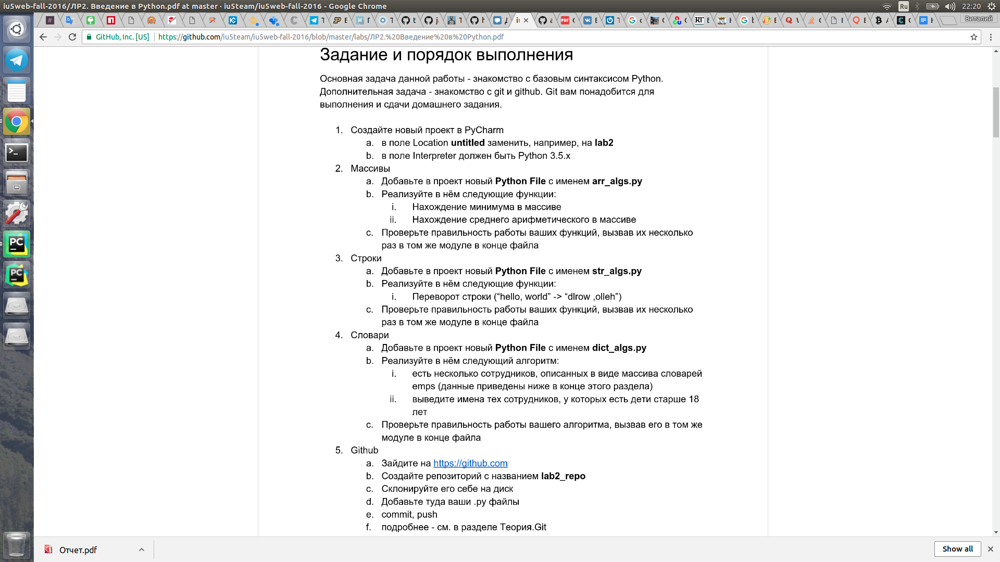 iu5web-fall-2016/ЛР2. Введение в Python.pdf at master · iu5team/iu5web-fall-2016 - Google Chrome
Ru
22:20
Виталий
GitHub, Inc. [US]
https://github.com/iu5team/iu5web-fall-2016/blob/master/labs/ЛР2.%20Введение%20в%20Python.pdf
Задание и порядок выполнения
Основная задача данной работы - знакомство с базовым синтаксисом Python.
Дополнительная задача - знакомство с git и github. Git вам понадобится для
выполнения и сдачи домашнего задания.
1. Создайте новый проект в PyCharm
a. в поле Location untitled заменить, например, на lab2
b. в поле Interpreter должен быть Python 3.5.x
2. Массивы
a. Добавьте в проект новый Python File с именем arr_algs.py
b. Реализуйте в нём следующие функции:
i. Нахождение минимума в массиве
ii. Нахождение среднего арифметического в массиве
c. Проверьте правильность работы ваших функций, вызвав их несколько
раз в том же модуле в конце файла
3. Строки
a. Добавьте в проект новый Python File с именем str_algs.py
b. Реализуйте в нём следующие функции:
i. Переворот строки (“hello, world” -> “dlrow ,olleh”)
c. Проверьте правильность работы ваших функций, вызвав их несколько
раз в том же модуле в конце файла
4. Словари
a. Добавьте в проект новый Python File с именем dict_algs.py
b. Реализуйте в нём следующий алгоритм:
i. есть несколько сотрудников, описанных в виде массива словарей
emps (данные приведены ниже в конце этого раздела)
ii. выведите имена тех сотрудников, у которых есть дети старше 18
лет
c. Проверьте правильность работы вашего алгоритма, вызвав его в том же
модуле в конце файла
5. Github
a. Зайдите на https://github.com
b. Создайте репозиторий с названием lab2_repo
c. Склонируйте его себе на диск
d. Добавьте туда ваши .py файлы
e. commit, push
f. подробнее - см. в разделе Теория.Git
Отчет.pdf
Show all